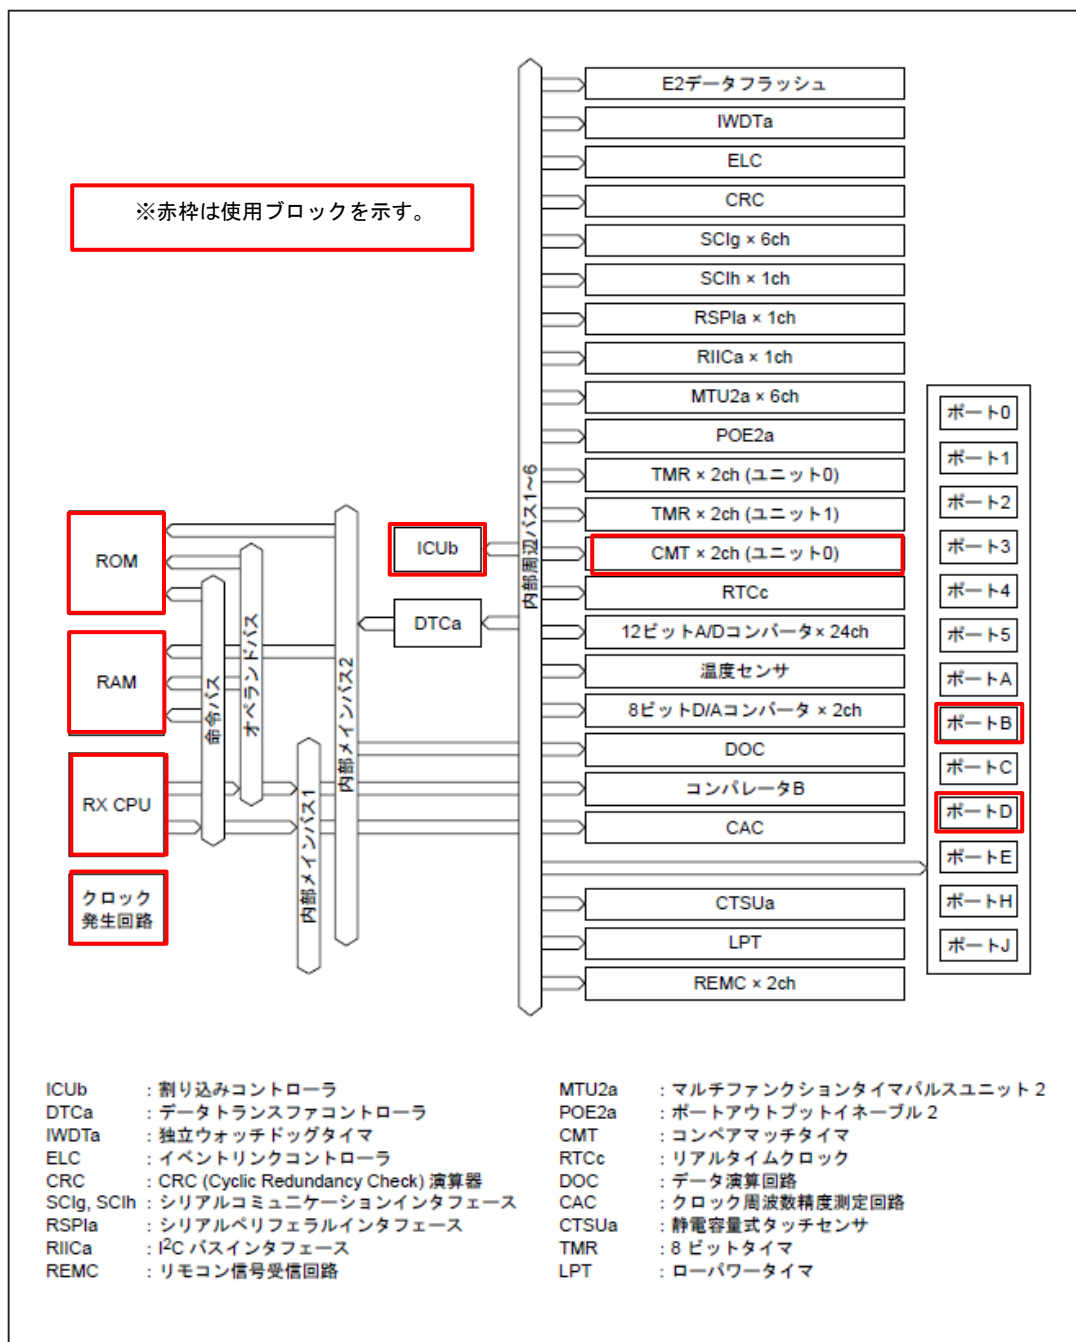 ※赤枠は使用ブロックを示す。
E2データフラッシュ
IWDTa
ELC
CRC
SCIg × 6ch
SCIh × 1ch
RSPIa × 1ch
RIICa × 1ch
MTU2a × 6ch
POE2a
TMR × 2ch (ユニット0)
TMR × 2ch (ユニット1)
CMT × 2ch (ユニット0)
RTCc
12ビットA/Dコンバータ× 24ch
温度センサ
8ビットD/Aコンバータ × 2ch
DOC
コンパレータB
CAC
CTSUa
LPT
REMC × 2ch
ROM
RAM
RX CPU
クロック
発生回路
命令バス
オペランドバス
内部メインバス1
内部メインバス2
ICUb
DTCa
内部周辺バス1~6
ポート0
ポート1
ポート2
ポート3
ポート4
ポート5
ポートA
ポートB
ポートC
ポートD
ポートE
ポートH
ポートJ
ICUb : 割り込みコントローラ
DTCa : データトランスファコントローラ
IWDTa : 独立ウォッチドッグタイマ
ELC : イベントリンクコントローラ
CRC : CRC (Cyclic Redundancy Check) 演算器
SCIg, SCIh : シリアルコミュニケーションインタフェース
RSPIa : シリアルペリフェラルインタフェース
RIICa : I²C バスインタフェース
REMC : リモコン信号受信回路
MTU2a : マルチファンクションタイマパルスユニット 2
POE2a : ポートアウトプットイネーブル 2
CMT : コンペアマッチタイマ
RTCc : リアルタイムクロック
DOC : データ演算回路
CAC : クロック周波数精度測定回路
CTSUa : 静電容量式タッチセンサ
TMR : 8 ビットタイマ
LPT : ローパワータイマ